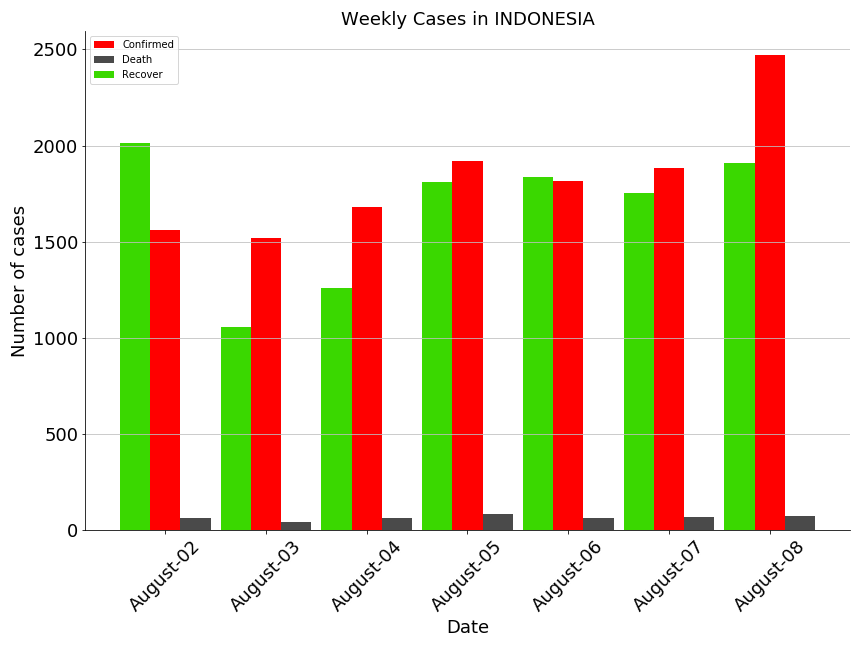 Weekly Cases in INDONESIA
Confirmed
Death
Recover
Number of cases
2500
2000
1500
1000
500
0
August-02
August-03
August-04
August-05
August-06
August-07
August-08
Date